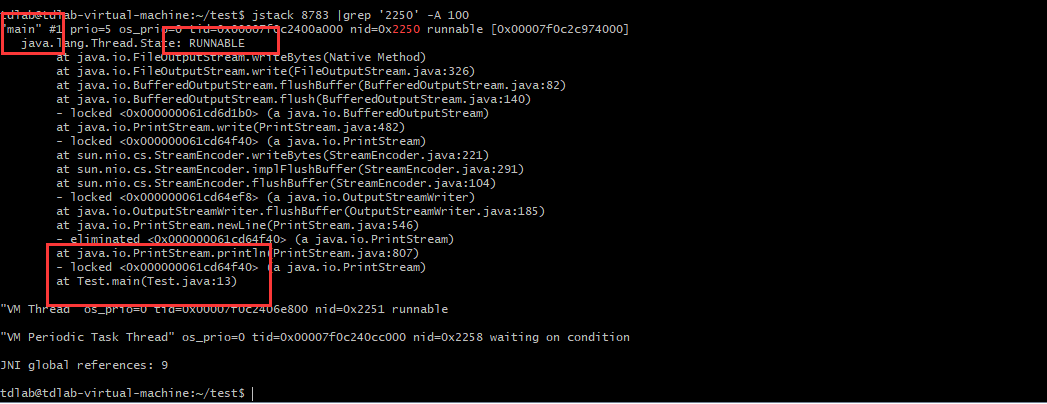 tdlab@tdlab-virtual-machine:~/test$ jstack 8783 |grep '2250' -A 100
"main" #1 prio=5 os_prio=0 tid=0x00007f0c2400a000 nid=0x2250 runnable [0x00007f0c2c974000]
java.lang.Thread.State: RUNNABLE
at java.io.FileOutputStream.writeBytes(Native Method)
at java.io.FileOutputStream.write(FileOutputStream.java:326)
at java.io.BufferedOutputStream.flushBuffer(BufferedOutputStream.java:82)
at java.io.BufferedOutputStream.flush(BufferedOutputStream.java:140)
- locked <0x000000061cd6d1b0> (a java.io.BufferedOutputStream)
at java.io.PrintStream.write(PrintStream.java:482)
- locked <0x000000061cd64f40> (a java.io.PrintStream)
at sun.nio.cs.StreamEncoder.writeBytes(StreamEncoder.java:221)
at sun.nio.cs.StreamEncoder.implFlushBuffer(StreamEncoder.java:291)
at sun.nio.cs.StreamEncoder.flushBuffer(StreamEncoder.java:104)
- locked <0x000000061cd64ef8> (a java.io.OutputStreamWriter)
at java.io.OutputStreamWriter.flushBuffer(OutputStreamWriter.java:185)
at java.io.PrintStream.newLine(PrintStream.java:546)
- eliminated <0x000000061cd64f40> (a java.io.PrintStream)
at java.io.PrintStream.println(PrintStream.java:807)
- locked <0x000000061cd64f40> (a java.io.PrintStream)
at Test.main(Test.java:13)
"VM Thread" os_prio=0 tid=0x00007f0c2406e800 nid=0x2251 runnable
"VM Periodic Task Thread" os_prio=0 tid=0x00007f0c240cc000 nid=0x2258 waiting on condition
JNI global references: 9
tdlab@tdlab-virtual-machine:~/test$